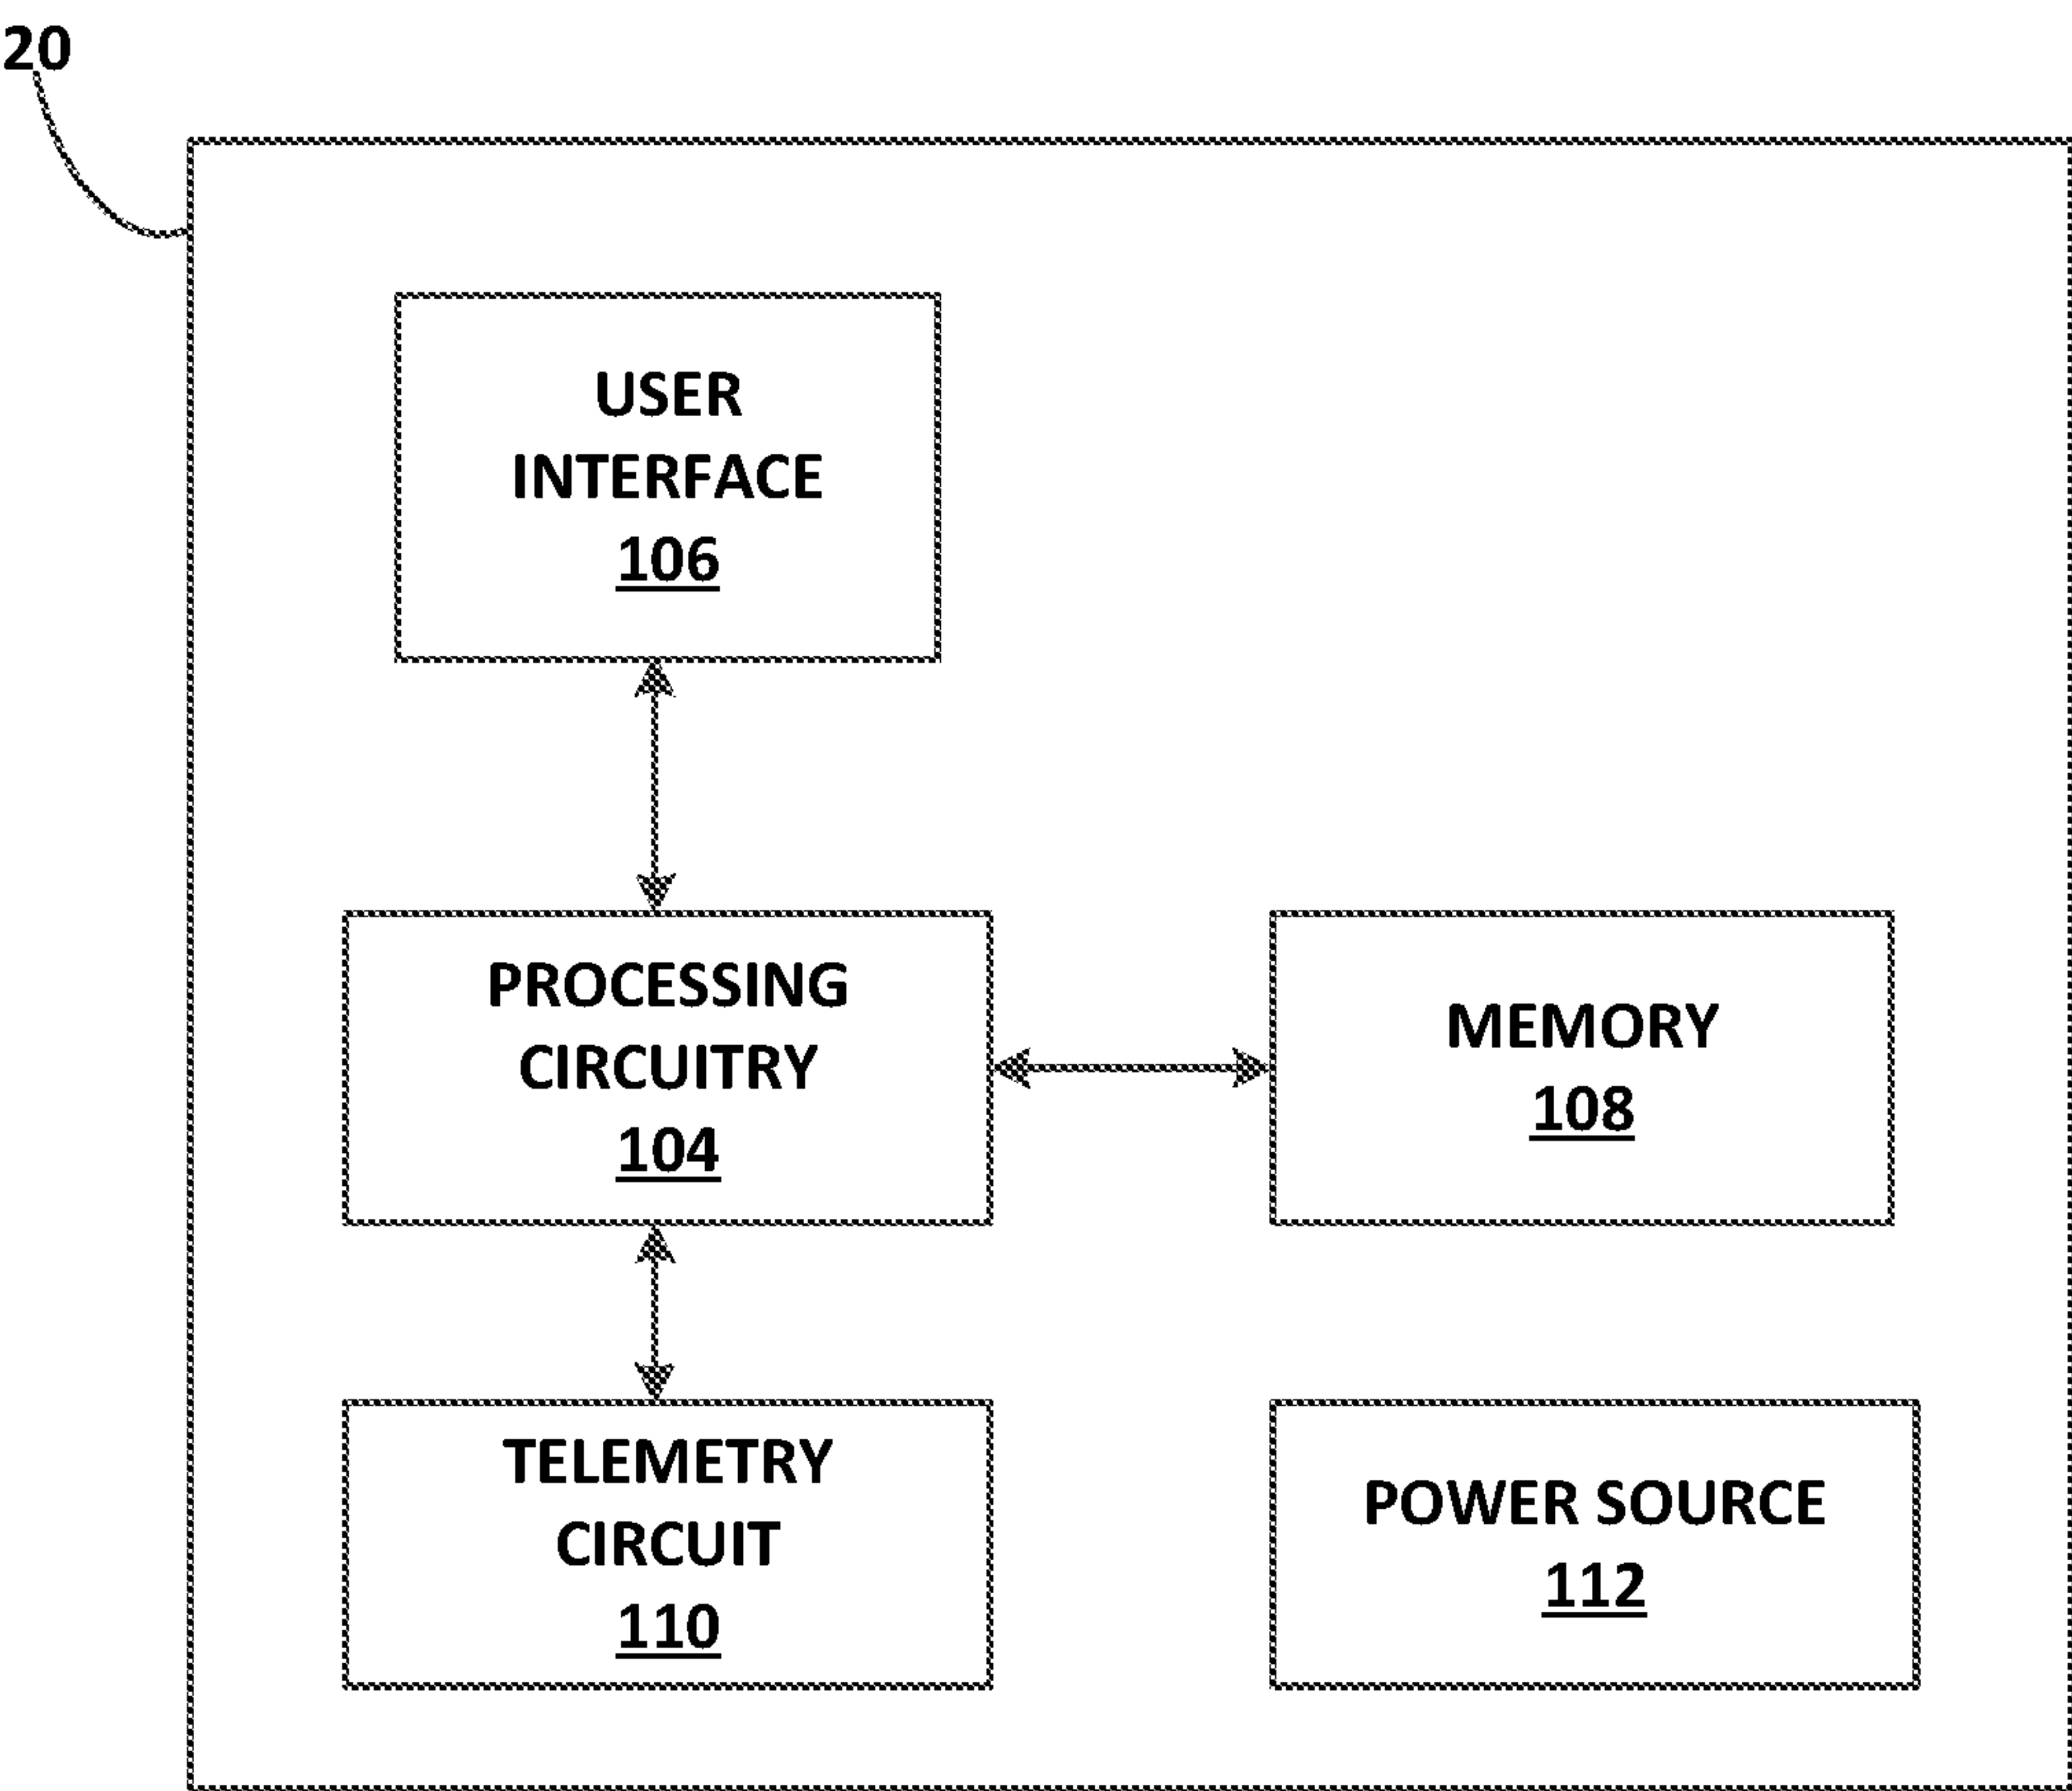 20
USER
INTERFACE
106
PROCESSING
CIRCUITRY
104
MEMORY
108
TELEMETRY
CIRCUIT
110
POWER SOURCE
112